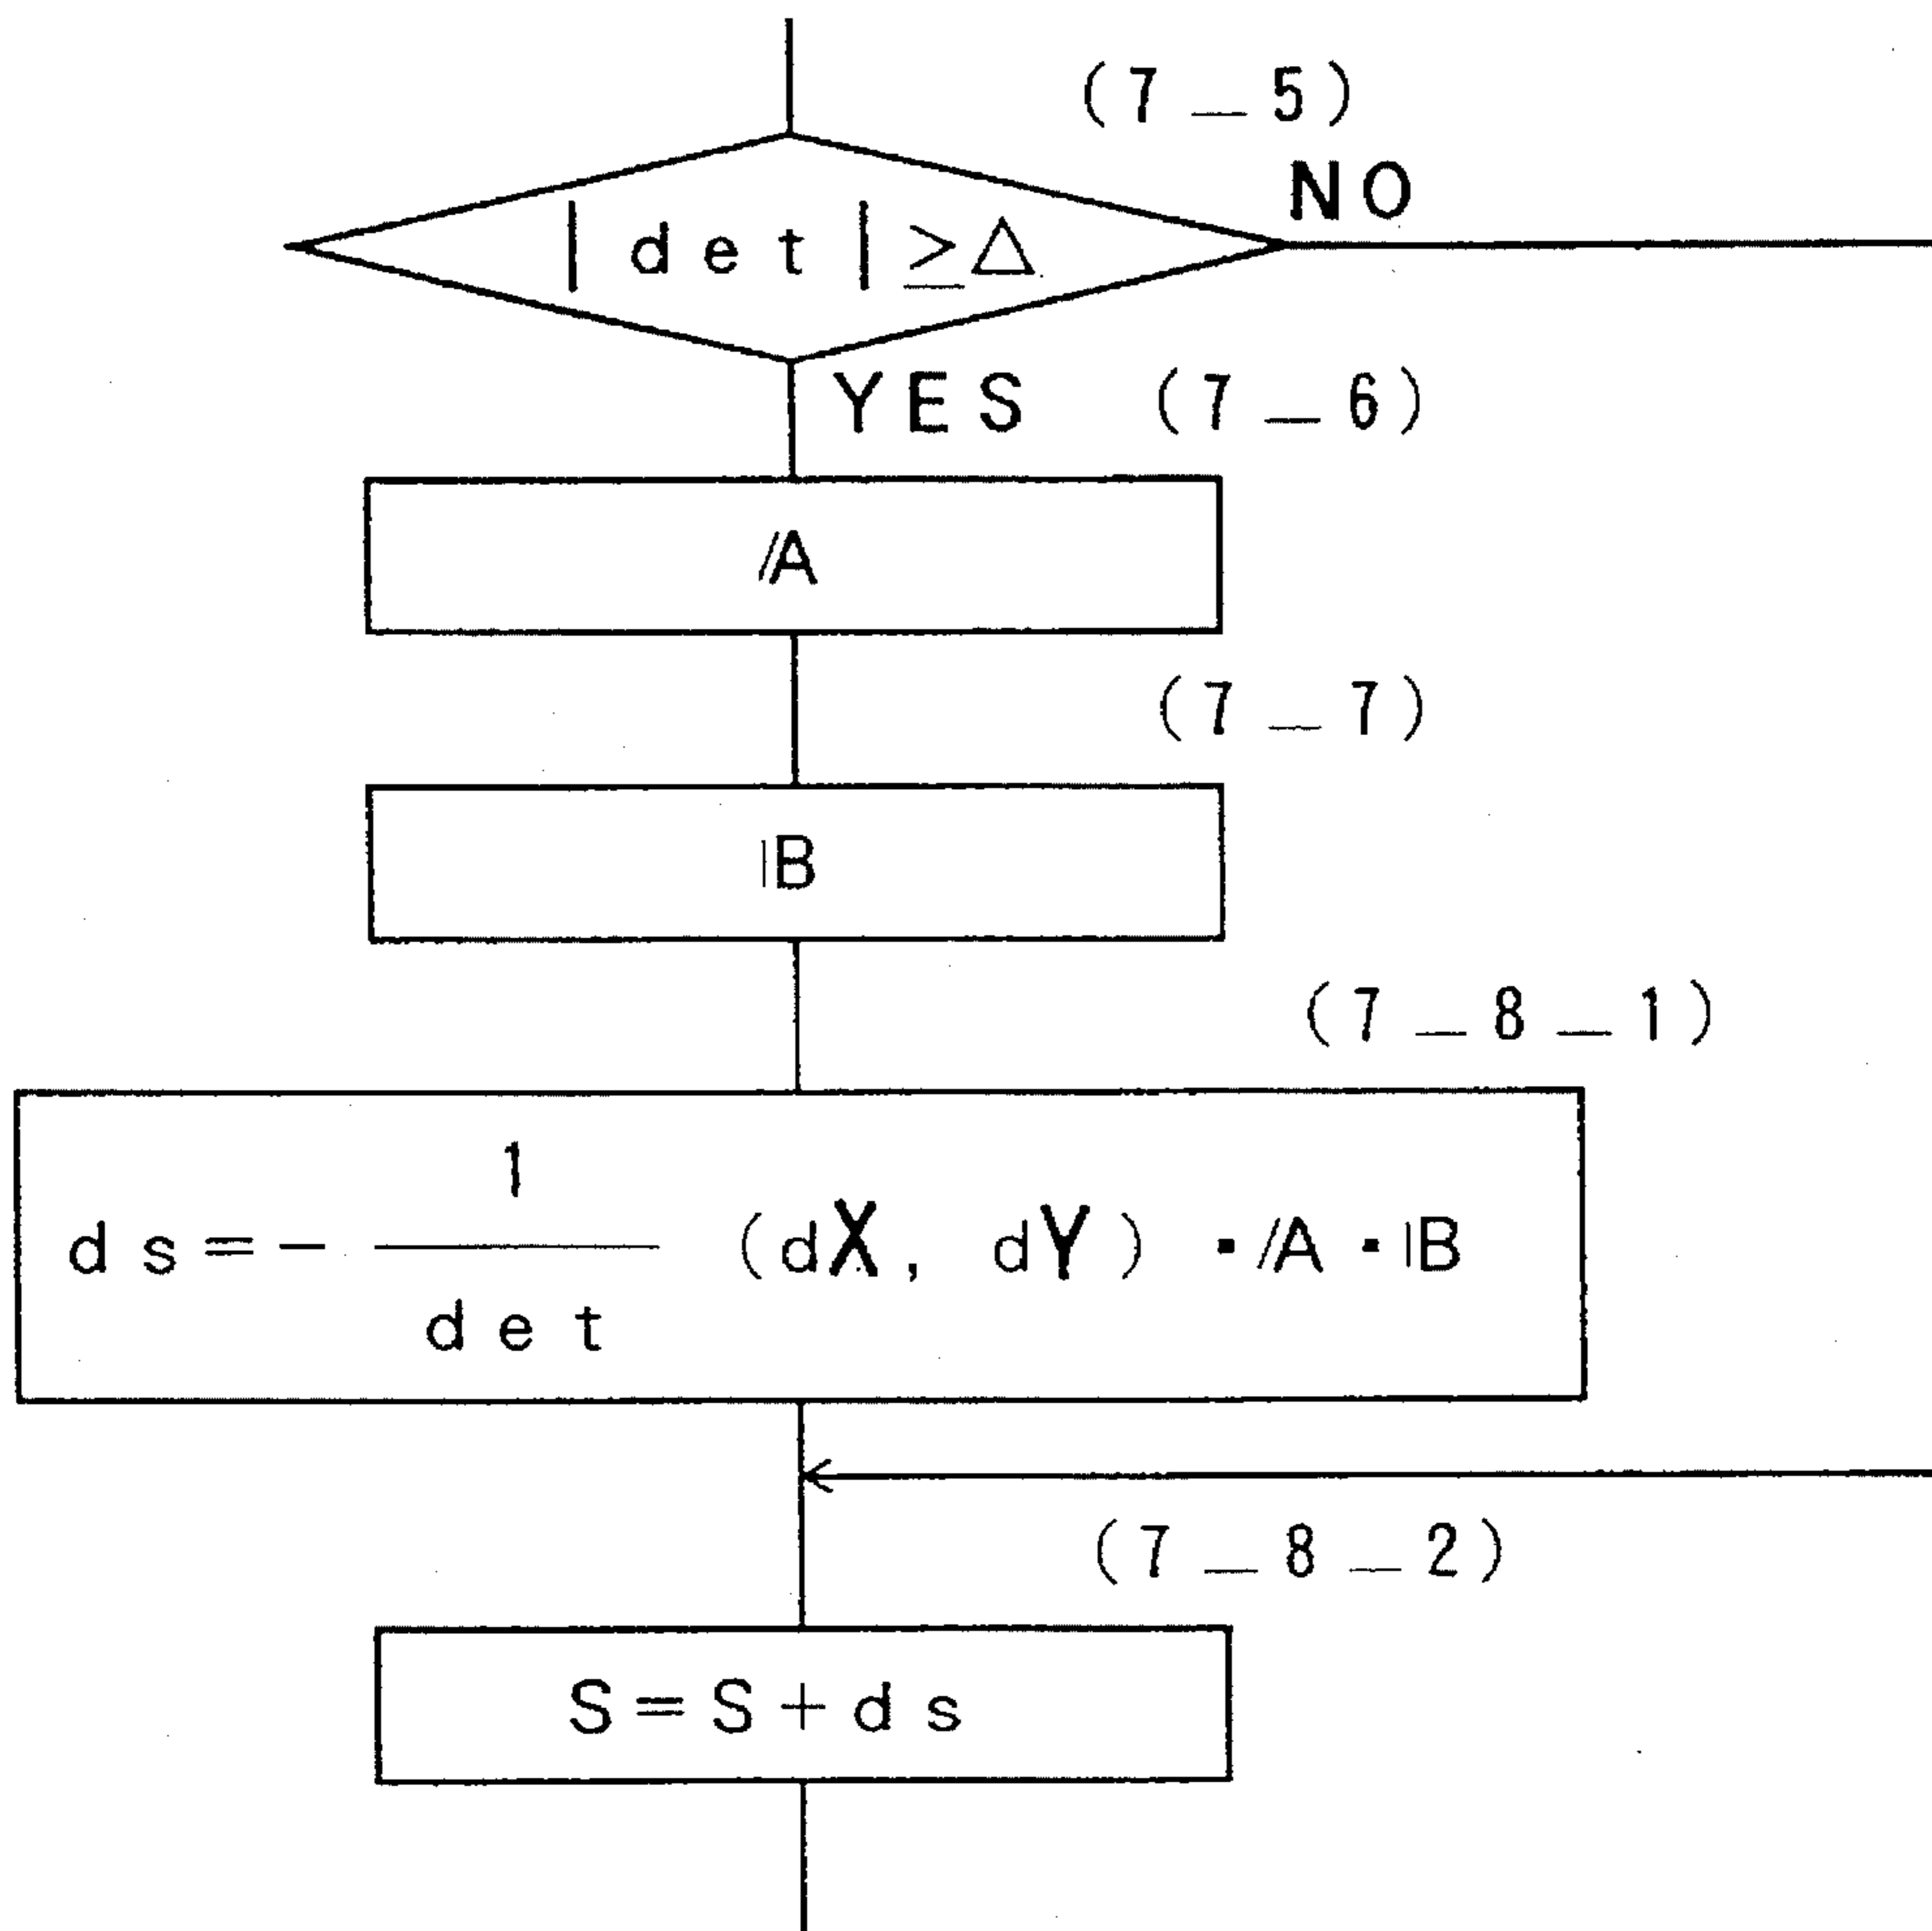 (7_5)
NO
|det|≧△
YES (7_6)
𝔸
(7_7)
𝔹
(7_8_1)
ds=-1/det (dX, dY)・𝔸・𝔹
(7_8_2)
S=S+ds